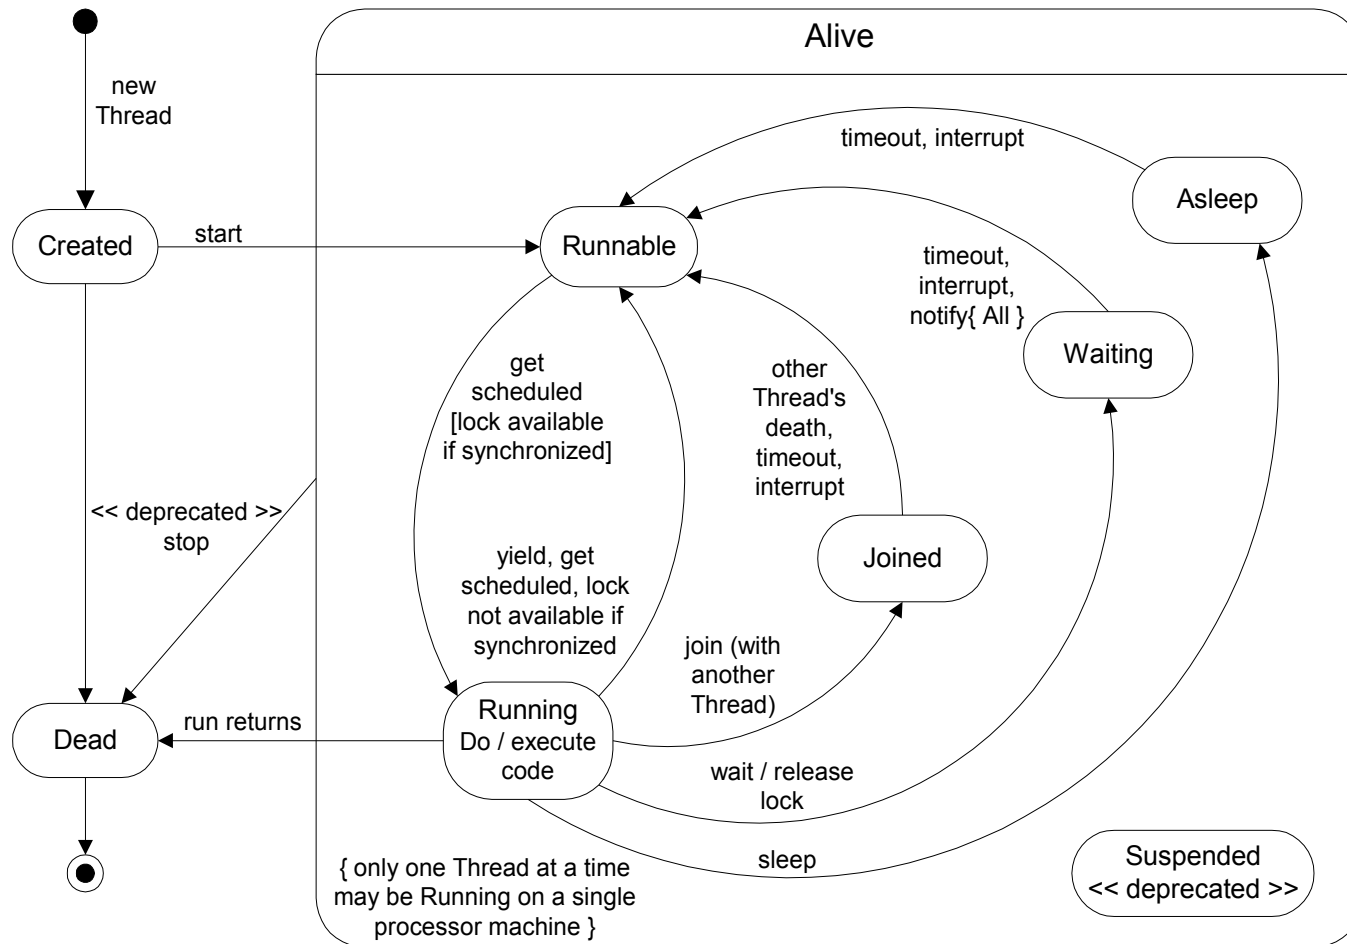 Alive
new
Thread
timeout, interrupt
Asleep
Created
start
Runnable
timeout,
interrupt,
notify{ All }
Waiting
get
scheduled
[lock available
if synchronized]
other
Thread's
death,
timeout,
interrupt
<< deprecated >>
stop
yield, get
scheduled, lock
not available if
synchronized
Joined
join (with
another
Thread)
Dead
run returns
Running
Do / execute
code
wait / release
lock
sleep
{ only one Thread at a time
may be Running on a single
processor machine }
Suspended
<< deprecated >>